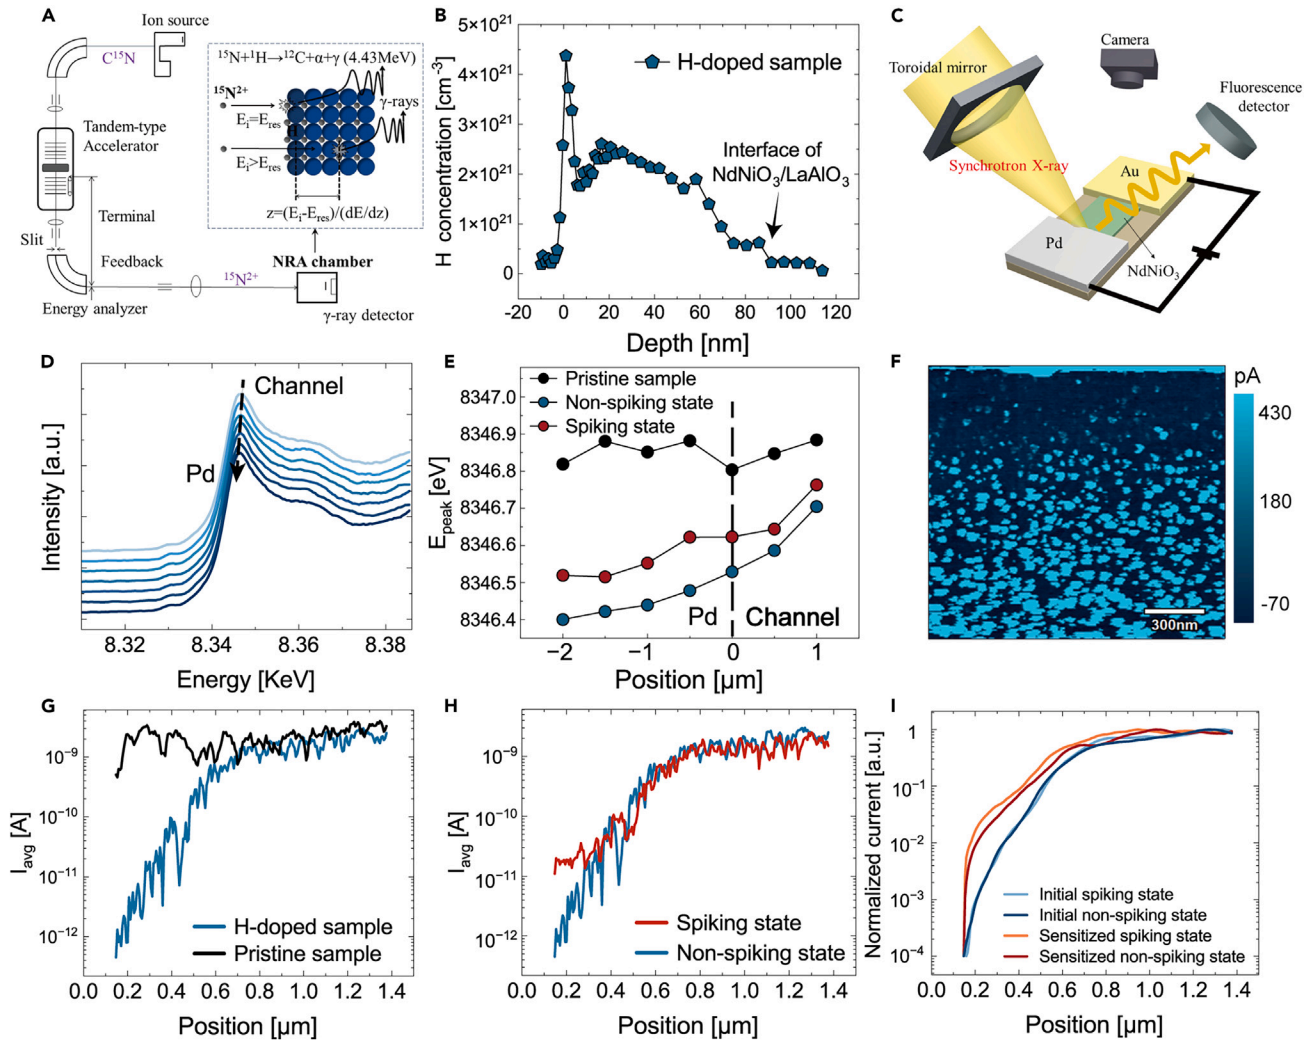 A
Ion source
C¹⁵N
¹⁵N+¹H→¹²C+α+γ (4.43MeV)
¹⁵N²⁺
γ-rays
Eᵢ=E_res
H
Eᵢ>E_res
z=(Eᵢ-E_res)/(dE/dz)
Tandem-type
Accelerator
Terminal
Slit
Feedback
NRA chamber
¹⁵N²⁺
Energy analyzer
γ-ray detector
B
H concentration [cm⁻³]
5×10²¹
4×10²¹
3×10²¹
2×10²¹
1×10²¹
0
H-doped sample
Interface of
NdNiO₃/LaAlO₃
-20 0 20 40 60 80 100 120
Depth [nm]
C
Camera
Toroidal mirror
Fluorescence
detector
Synchrotron X-ray
Au
Pd
NdNiO₃
D
Intensity [a.u.]
Channel
Pd
8.32 8.34 8.36 8.38
Energy [KeV]
E
E_peak [eV]
8347.0
8346.9
8346.8
8346.7
8346.6
8346.5
8346.4
Pristine sample
Non-spiking state
Spiking state
Pd Channel
−2 −1 0 1
Position [µm]
F
pA
430
180
-70
300nm
G
I_avg [A]
10⁻⁹
10⁻¹⁰
10⁻¹¹
10⁻¹²
H-doped sample
Pristine sample
0.0 0.2 0.4 0.6 0.8 1.0 1.2 1.4
Position [µm]
H
I_avg [A]
10⁻⁹
10⁻¹⁰
10⁻¹¹
10⁻¹²
Spiking state
Non-spiking state
0.0 0.2 0.4 0.6 0.8 1.0 1.2 1.4
Position [µm]
I
Normalized current [a.u.]
1
10⁻¹
10⁻²
10⁻³
10⁻⁴
Initial spiking state
Initial non-spiking state
Sensitized spiking state
Sensitized non-spiking state
0.0 0.2 0.4 0.6 0.8 1.0 1.2 1.4
Position [µm]